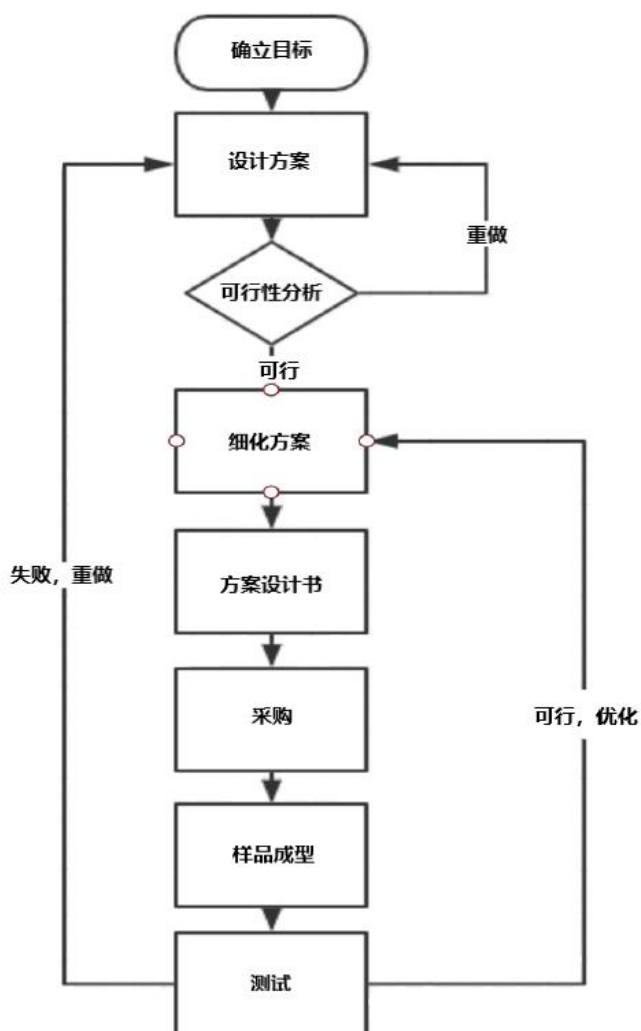 确立目标
设计方案
重做
可行性分析
可行
细化方案
失败，重做
方案设计书
采购
可行，优化
样品成型
测试